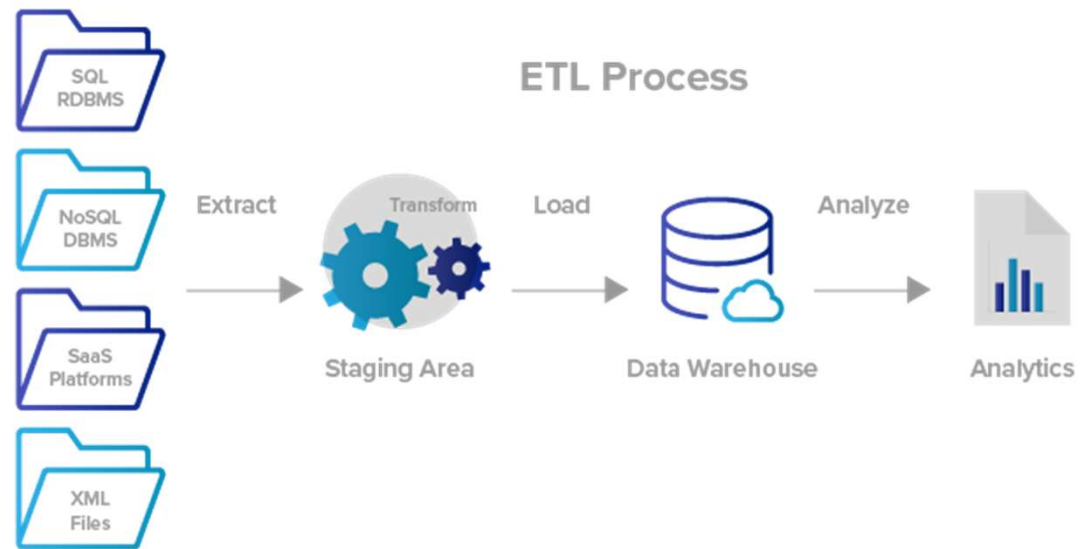 SQL
RDBMS
ETL Process
NoSQL
DBMS
Extract
Transform
Load
Analyze
SaaS
Platforms
Staging Area
Data Warehouse
Analytics
XML
Files